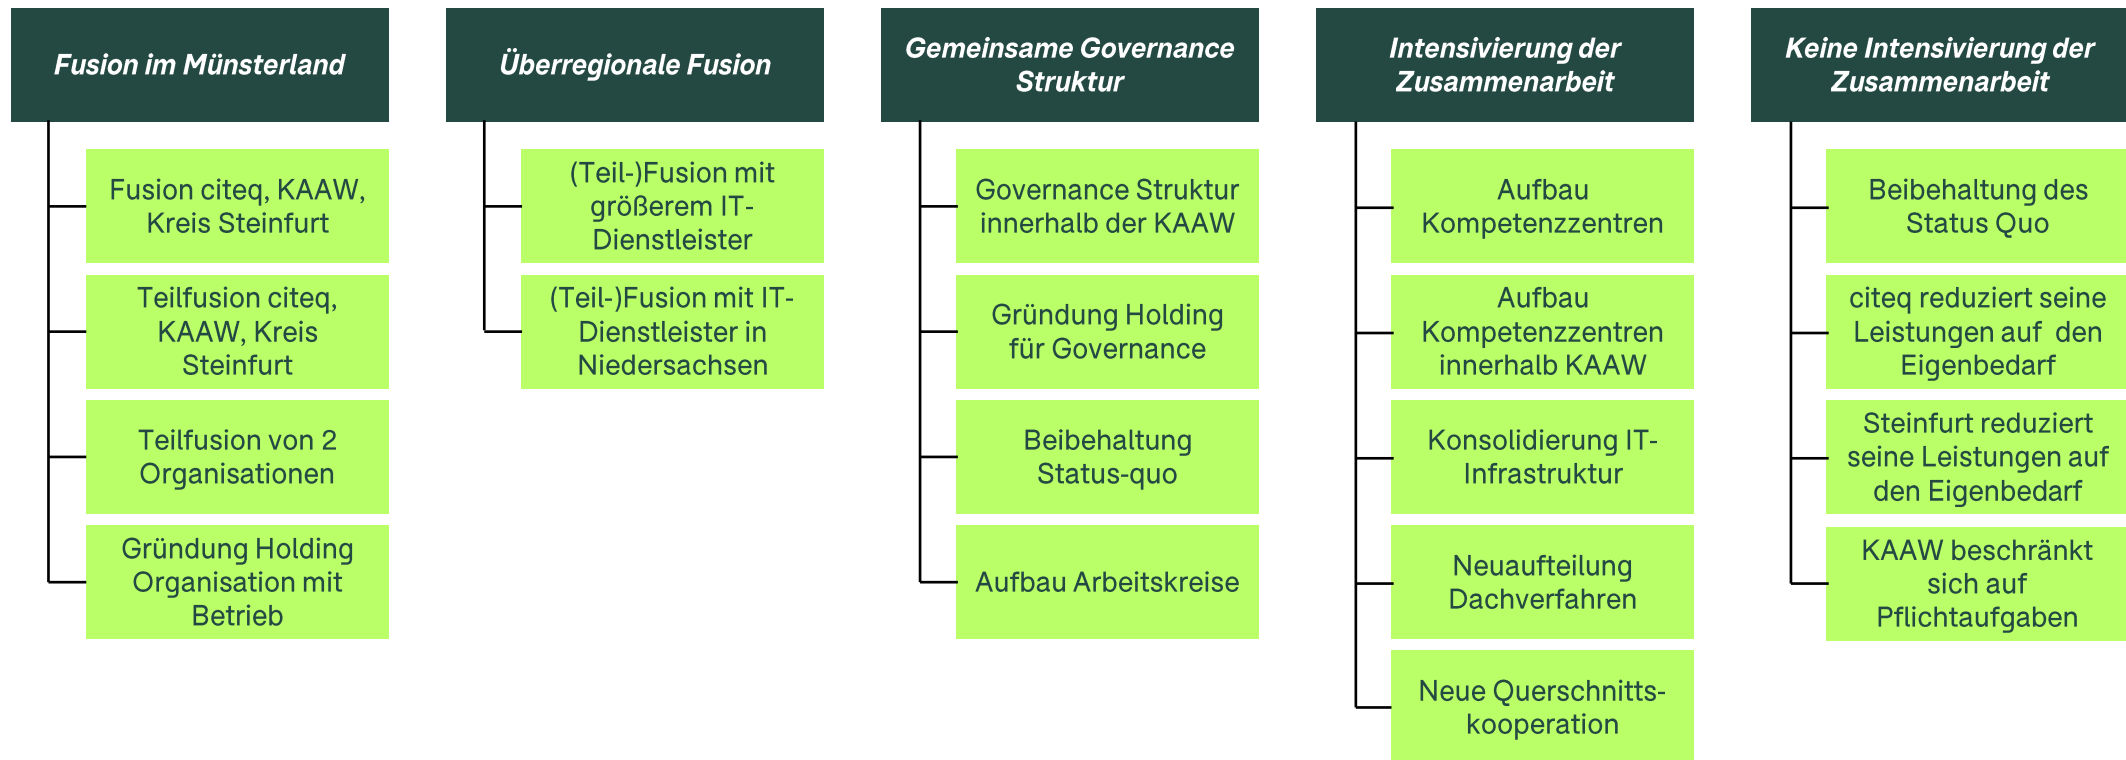 Fusion im Münsterland
Fusion citeq, KAAW,
Kreis Steinfurt
Teilfusion citeq,
KAAW, Kreis
Steinfurt
Teilfusion von 2
Organisationen
Gründung Holding
Organisation mit
Betrieb
Überregionale Fusion
(Teil-)Fusion mit
größerem IT-
Dienstleister
(Teil-)Fusion mit IT-
Dienstleister in
Niedersachsen
Gemeinsame Governance
Struktur
Governance Struktur
innerhalb der KAAW
Gründung Holding
für Governance
Beibehaltung
Status-quo
Aufbau Arbeitskreise
Intensivierung der
Zusammenarbeit
Aufbau
Kompetenzzentren
Aufbau
Kompetenzzentren
innerhalb KAAW
Konsolidierung IT-
Infrastruktur
Neuaufteilung
Dachverfahren
Neue Querschnitts-
kooperation
Keine Intensivierung der
Zusammenarbeit
Beibehaltung des
Status Quo
citeq reduziert seine
Leistungen auf  den
Eigenbedarf
Steinfurt reduziert
seine Leistungen auf
den Eigenbedarf
KAAW beschränkt
sich auf
Pflichtaufgaben